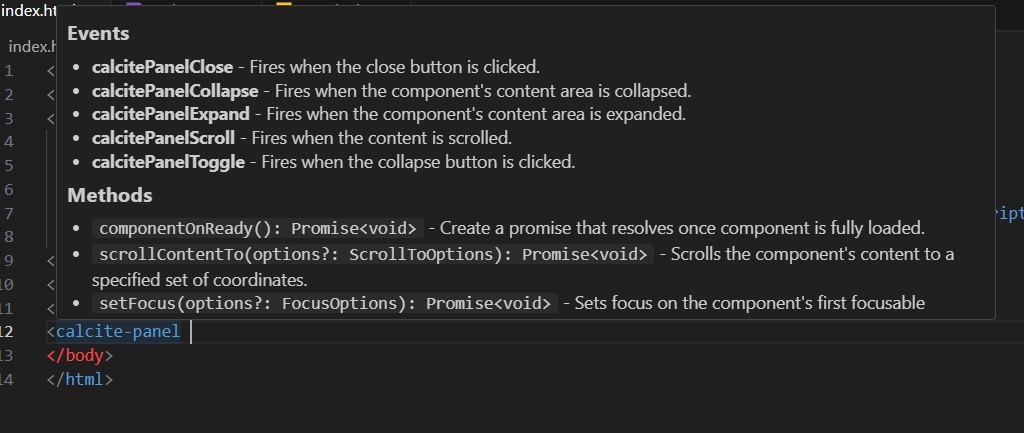 index.ht
index.h
Events
calcitePanelClose - Fires when the close button is clicked.
calcitePanelCollapse - Fires when the component's content area is collapsed.
calcitePanelExpand - Fires when the component's content area is expanded.
calcitePanelScroll - Fires when the content is scrolled.
calcitePanelToggle - Fires when the collapse button is clicked.
Methods
componentOnReady(): Promise<void> - Create a promise that resolves once component is fully loaded.
scrollContentTo(options?: ScrollToOptions): Promise<void> - Scrolls the component's content to a
specified set of coordinates.
setFocus(options?: FocusOptions): Promise<void> - Sets focus on the component's first focusable
1 <
2 <
3 <
4
5
6
7 ript
8
9 <
10 <
11 <
12 <calcite-panel
13 </body>
14 </html>